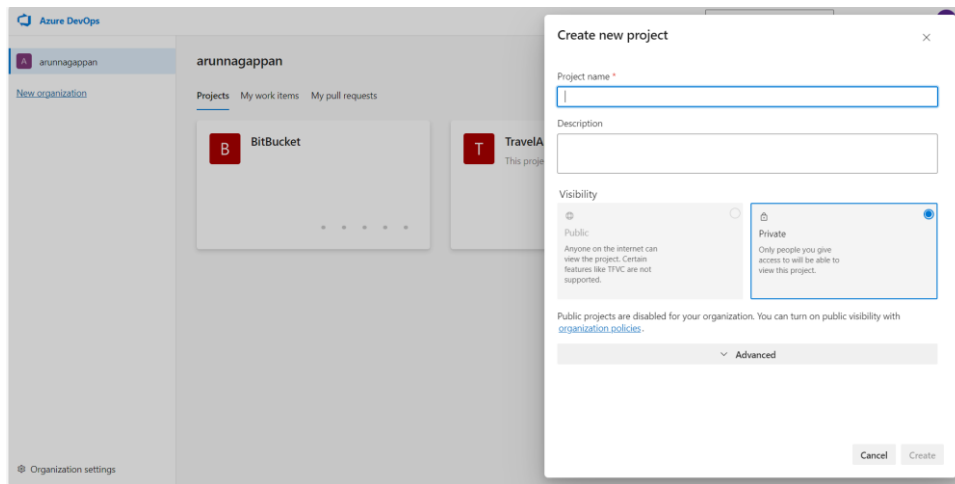 Azure DevOps
A arunnagappan
New organization
arunnagappan
Projects My work items My pull requests
B BitBucket
T TravelA
This proje
Organization settings
Create new project
Project name *
Description
Visibility
Public
Anyone on the internet can
view the project. Certain
features like TFVC are not
supported.
Private
Only people you give
access to will be able to
view this project.
Public projects are disabled for your organization. You can turn on public visibility with
organization policies.
Advanced
Cancel Create